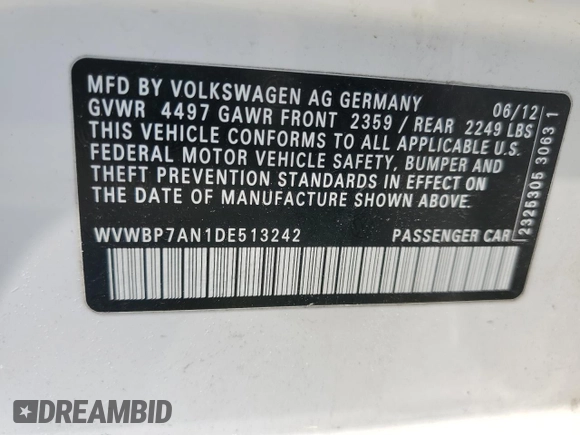 MFD BY VOLKSWAGEN AG GERMANY 06/12
GVWR 4497 GAWR FRONT 2359 / REAR 2249 LBS
THIS VEHICLE CONFORMS TO ALL APPLICABLE U.S.
FEDERAL MOTOR VEHICLE SAFETY, BUMPER AND
THEFT PREVENTION STANDARDS IN EFFECT ON
THE DATE OF MANUFACTURE SHOWN ABOVE.
WVWBP7AN1DE513242 PASSENGER CAR
2325305 3063 1
DREAMBID